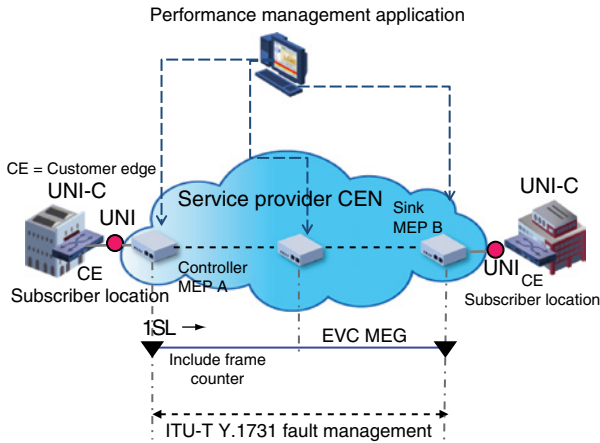 Performance management application
CE = Customer edge
UNI-C
UNI
Service provider CEN
Sink
MEP B
UNI-C
CE
Subscriber location
Controller
MEP A
UNI
CE
Subscriber location
1SL →
EVC MEG
Include frame
counter
ITU-T Y.1731 fault management